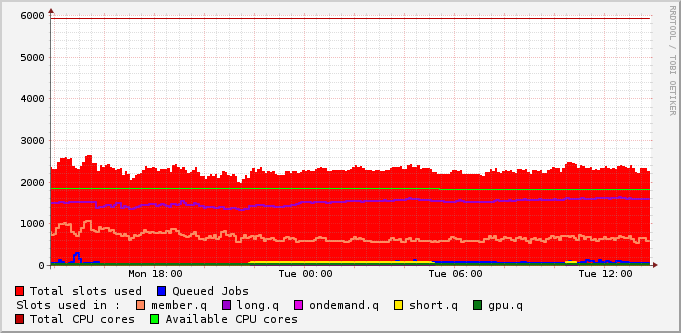 RRDTOOL / TOBI OETIKER
6000
5000
4000
3000
2000
1000
0
Mon 18:00 Tue 00:00 Tue 06:00 Tue 12:00
Total slots used Queued Jobs
Slots used in : member.q long.q ondemand.q short.q gpu.q
Total CPU cores Available CPU cores